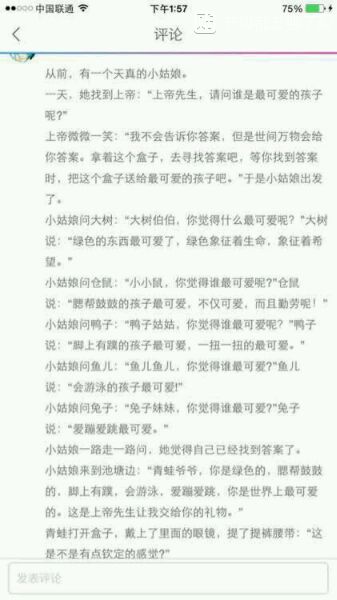 中国联通
下午1:57
75%
评论
从前，有一个天真的小姑娘。
一天，她找到上帝：“上帝先生，请问谁是最可爱的孩子
呢？”
上帝微微一笑：“我不会告诉你答案，但是世间万物会给
你答案。拿着这个盒子，去寻找答案吧，等你找到答案
时，把这个盒子送给最可爱的孩子吧。”于是小姑娘出发
了。
小姑娘问大树：“大树伯伯，你觉得什么最可爱呢？”大树
说：“绿色的东西最可爱了，绿色象征着生命，象征着希
望。”
小姑娘问仓鼠：“小小鼠，你觉得谁最可爱呢?”仓鼠
说：“腮帮鼓鼓的孩子最可爱，不仅可爱，而且勤劳呢！”
小姑娘问鸭子：“鸭子姑姑，你觉得谁最可爱呢？”鸭子
说：“脚上有蹼的孩子最可爱，一扭一扭的最可爱。”
小姑娘问鱼儿：“鱼儿鱼儿，你觉得谁最可爱?”鱼儿
说：“会游泳的孩子最可爱!”
小姑娘问兔子：“兔子妹妹，你觉得谁最可爱？”兔子
说：“爱蹦爱跳最可爱。”
小姑娘一路走一路问，她觉得自己已经找到答案了。
小姑娘来到池塘边：“青蛙爷爷，你是绿色的，腮帮鼓鼓
的，脚上有蹼，会游泳，爱蹦爱跳，你是世界上最可爱
的。这是上帝先生让我交给你的礼物。”
青蛙打开盒子，戴上了里面的眼镜，提了提裤腰带：“这
是不是有点钦定的感觉？”
发表评论